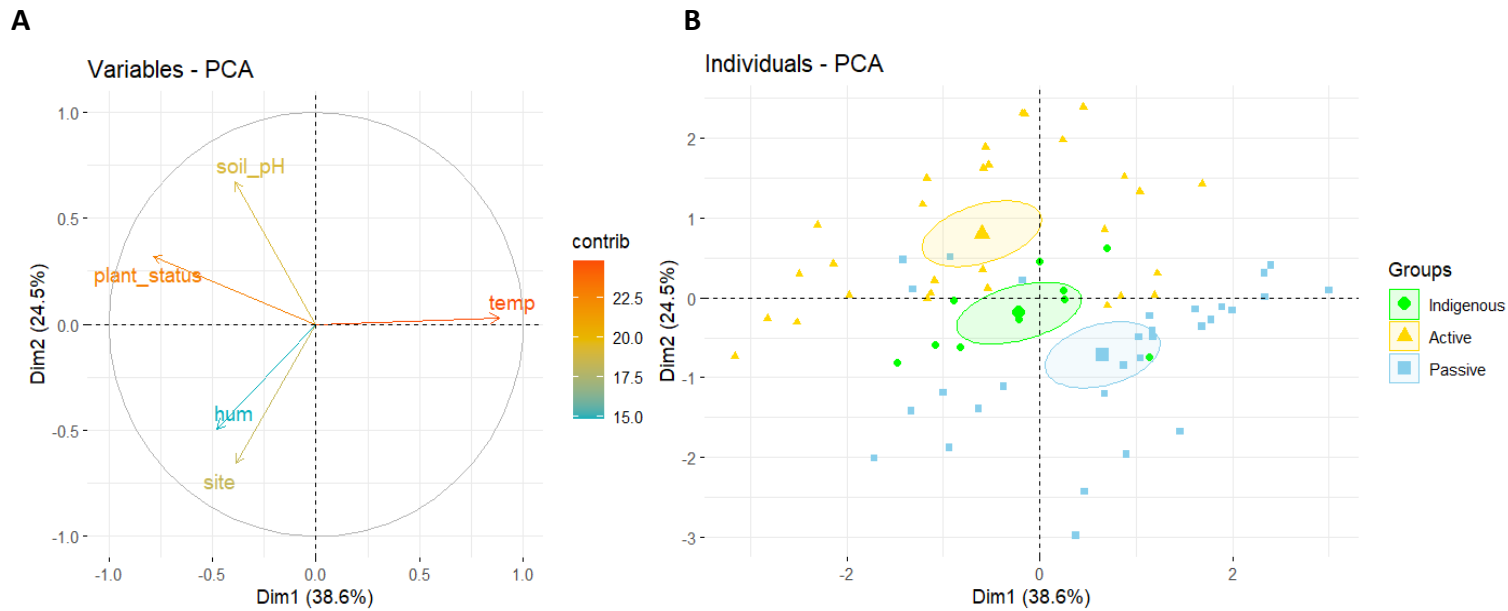 A
Variables - PCA
1.0
0.5
0.0
-0.5
-1.0
Dim2 (24.5%)
soil_pH
plant_status
temp
hum
site
-1.0 -0.5 0.0 0.5 1.0
Dim1 (38.6%)
contrib
22.5
20.0
17.5
15.0
B
Individuals - PCA
2
1
0
-1
-2
-3
Dim2 (24.5%)
-2 0 2
Dim1 (38.6%)
Groups
Indigenous
Active
Passive